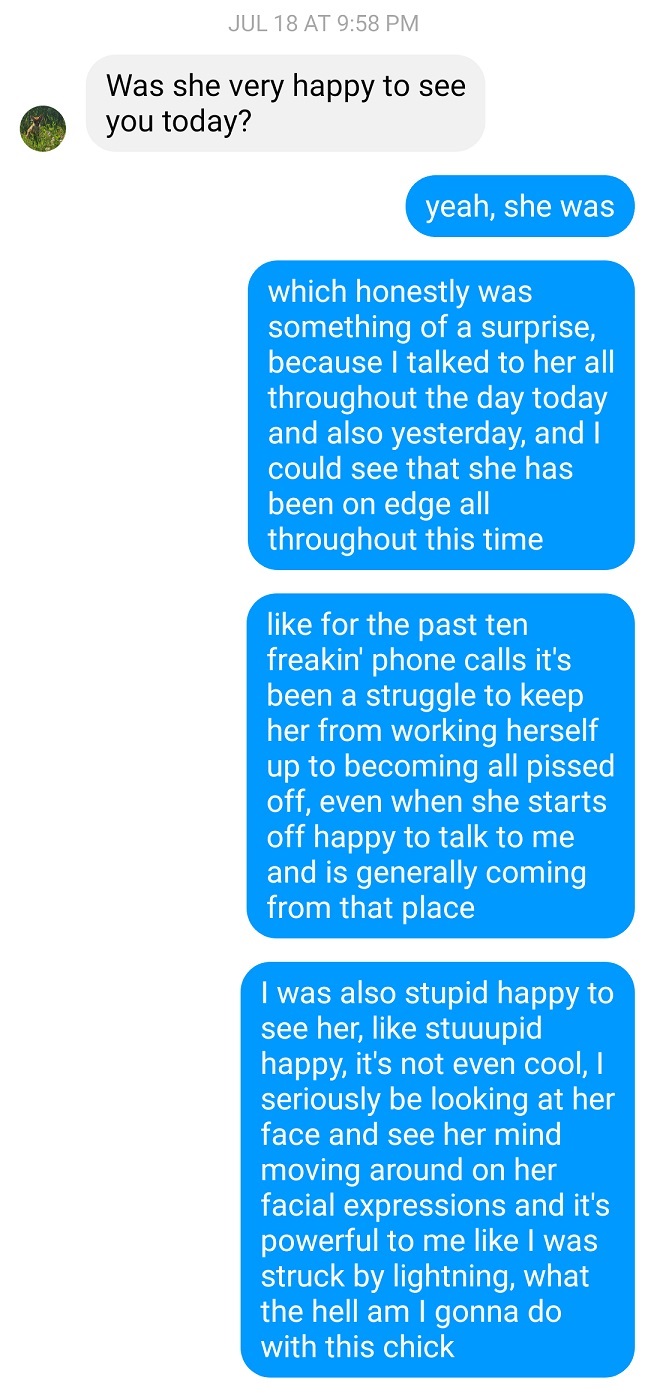 JUL 18 AT 9:58 PM
Was she very happy to see
you today?
yeah, she was
which honestly was
something of a surprise,
because I talked to her all
throughout the day today
and also yesterday, and I
could see that she has
been on edge all
throughout this time
like for the past ten
freakin' phone calls it's
been a struggle to keep
her from working herself
up to becoming all pissed
off, even when she starts
off happy to talk to me
and is generally coming
from that place
I was also stupid happy to
see her, like stuuupid
happy, it's not even cool, I
seriously be looking at her
face and see her mind
moving around on her
facial expressions and it's
powerful to me like I was
struck by lightning, what
the hell am I gonna do
with this chick